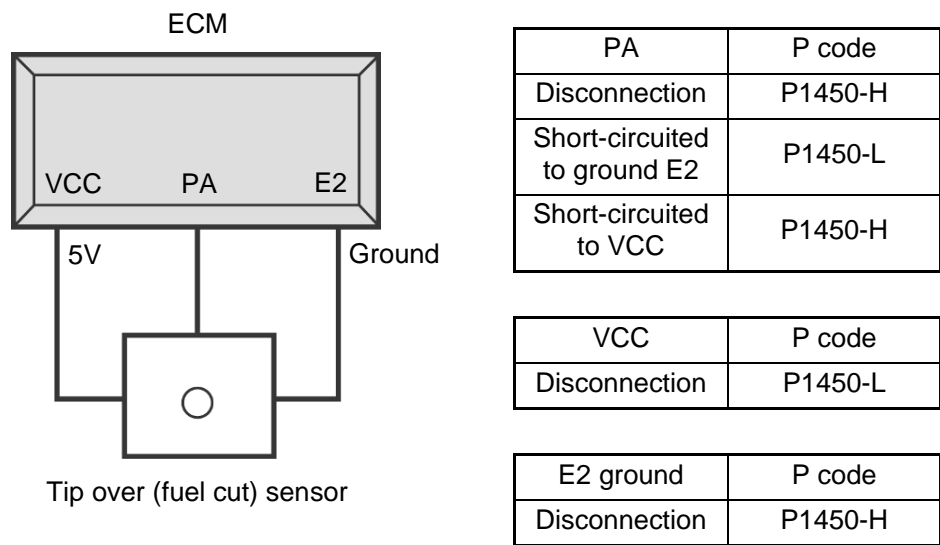 ECM
VCC PA E2
5V Ground
Tip over (fuel cut) sensor
PA P code
Disconnection P1450-H
Short-circuited
to ground E2 P1450-L
Short-circuited
to VCC P1450-H
VCC P code
Disconnection P1450-L
E2 ground P code
Disconnection P1450-H